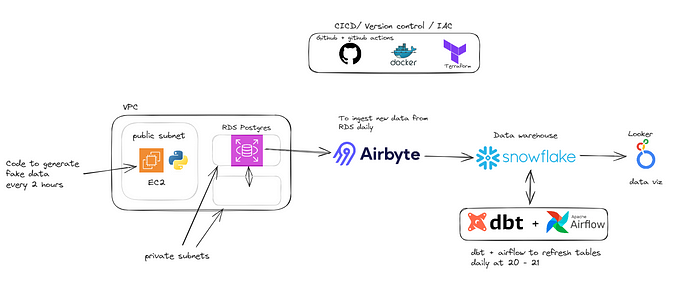 CICD/ Version control / IAC
Github + github actions
docker
Terraform
VPC
public subnet
RDS Postgres
EC2
Code to generate
fake data
every 2 hours
private subnets
To ingest new data from
RDS daily
Airbyte
Data warehouse
snowflake
Looker
data viz
dbt + Apache Airflow
dbt + airflow to refresh tables
daily at 20 - 21